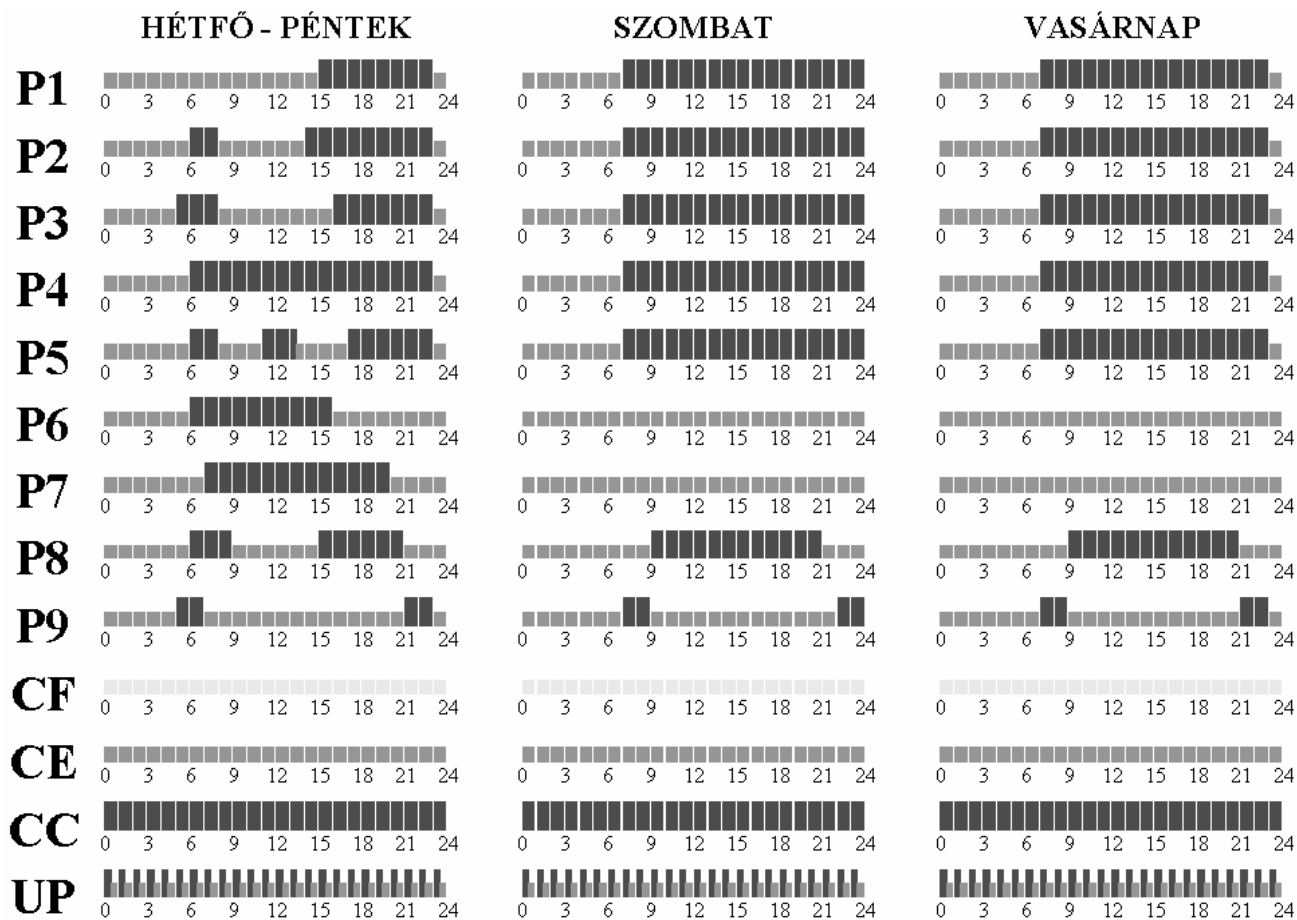 HÉTFŐ - PÉNTEK SZOMBAT VASÁRNAP
P1
0 3 6 9 12 15 18 21 24 0 3 6 9 12 15 18 21 24 0 3 6 9 12 15 18 21 24
P2
0 3 6 9 12 15 18 21 24 0 3 6 9 12 15 18 21 24 0 3 6 9 12 15 18 21 24
P3
0 3 6 9 12 15 18 21 24 0 3 6 9 12 15 18 21 24 0 3 6 9 12 15 18 21 24
P4
0 3 6 9 12 15 18 21 24 0 3 6 9 12 15 18 21 24 0 3 6 9 12 15 18 21 24
P5
0 3 6 9 12 15 18 21 24 0 3 6 9 12 15 18 21 24 0 3 6 9 12 15 18 21 24
P6
0 3 6 9 12 15 18 21 24 0 3 6 9 12 15 18 21 24 0 3 6 9 12 15 18 21 24
P7
0 3 6 9 12 15 18 21 24 0 3 6 9 12 15 18 21 24 0 3 6 9 12 15 18 21 24
P8
0 3 6 9 12 15 18 21 24 0 3 6 9 12 15 18 21 24 0 3 6 9 12 15 18 21 24
P9
0 3 6 9 12 15 18 21 24 0 3 6 9 12 15 18 21 24 0 3 6 9 12 15 18 21 24
CF
0 3 6 9 12 15 18 21 24 0 3 6 9 12 15 18 21 24 0 3 6 9 12 15 18 21 24
CE
0 3 6 9 12 15 18 21 24 0 3 6 9 12 15 18 21 24 0 3 6 9 12 15 18 21 24
CC
0 3 6 9 12 15 18 21 24 0 3 6 9 12 15 18 21 24 0 3 6 9 12 15 18 21 24
UP
0 3 6 9 12 15 18 21 24 0 3 6 9 12 15 18 21 24 0 3 6 9 12 15 18 21 24